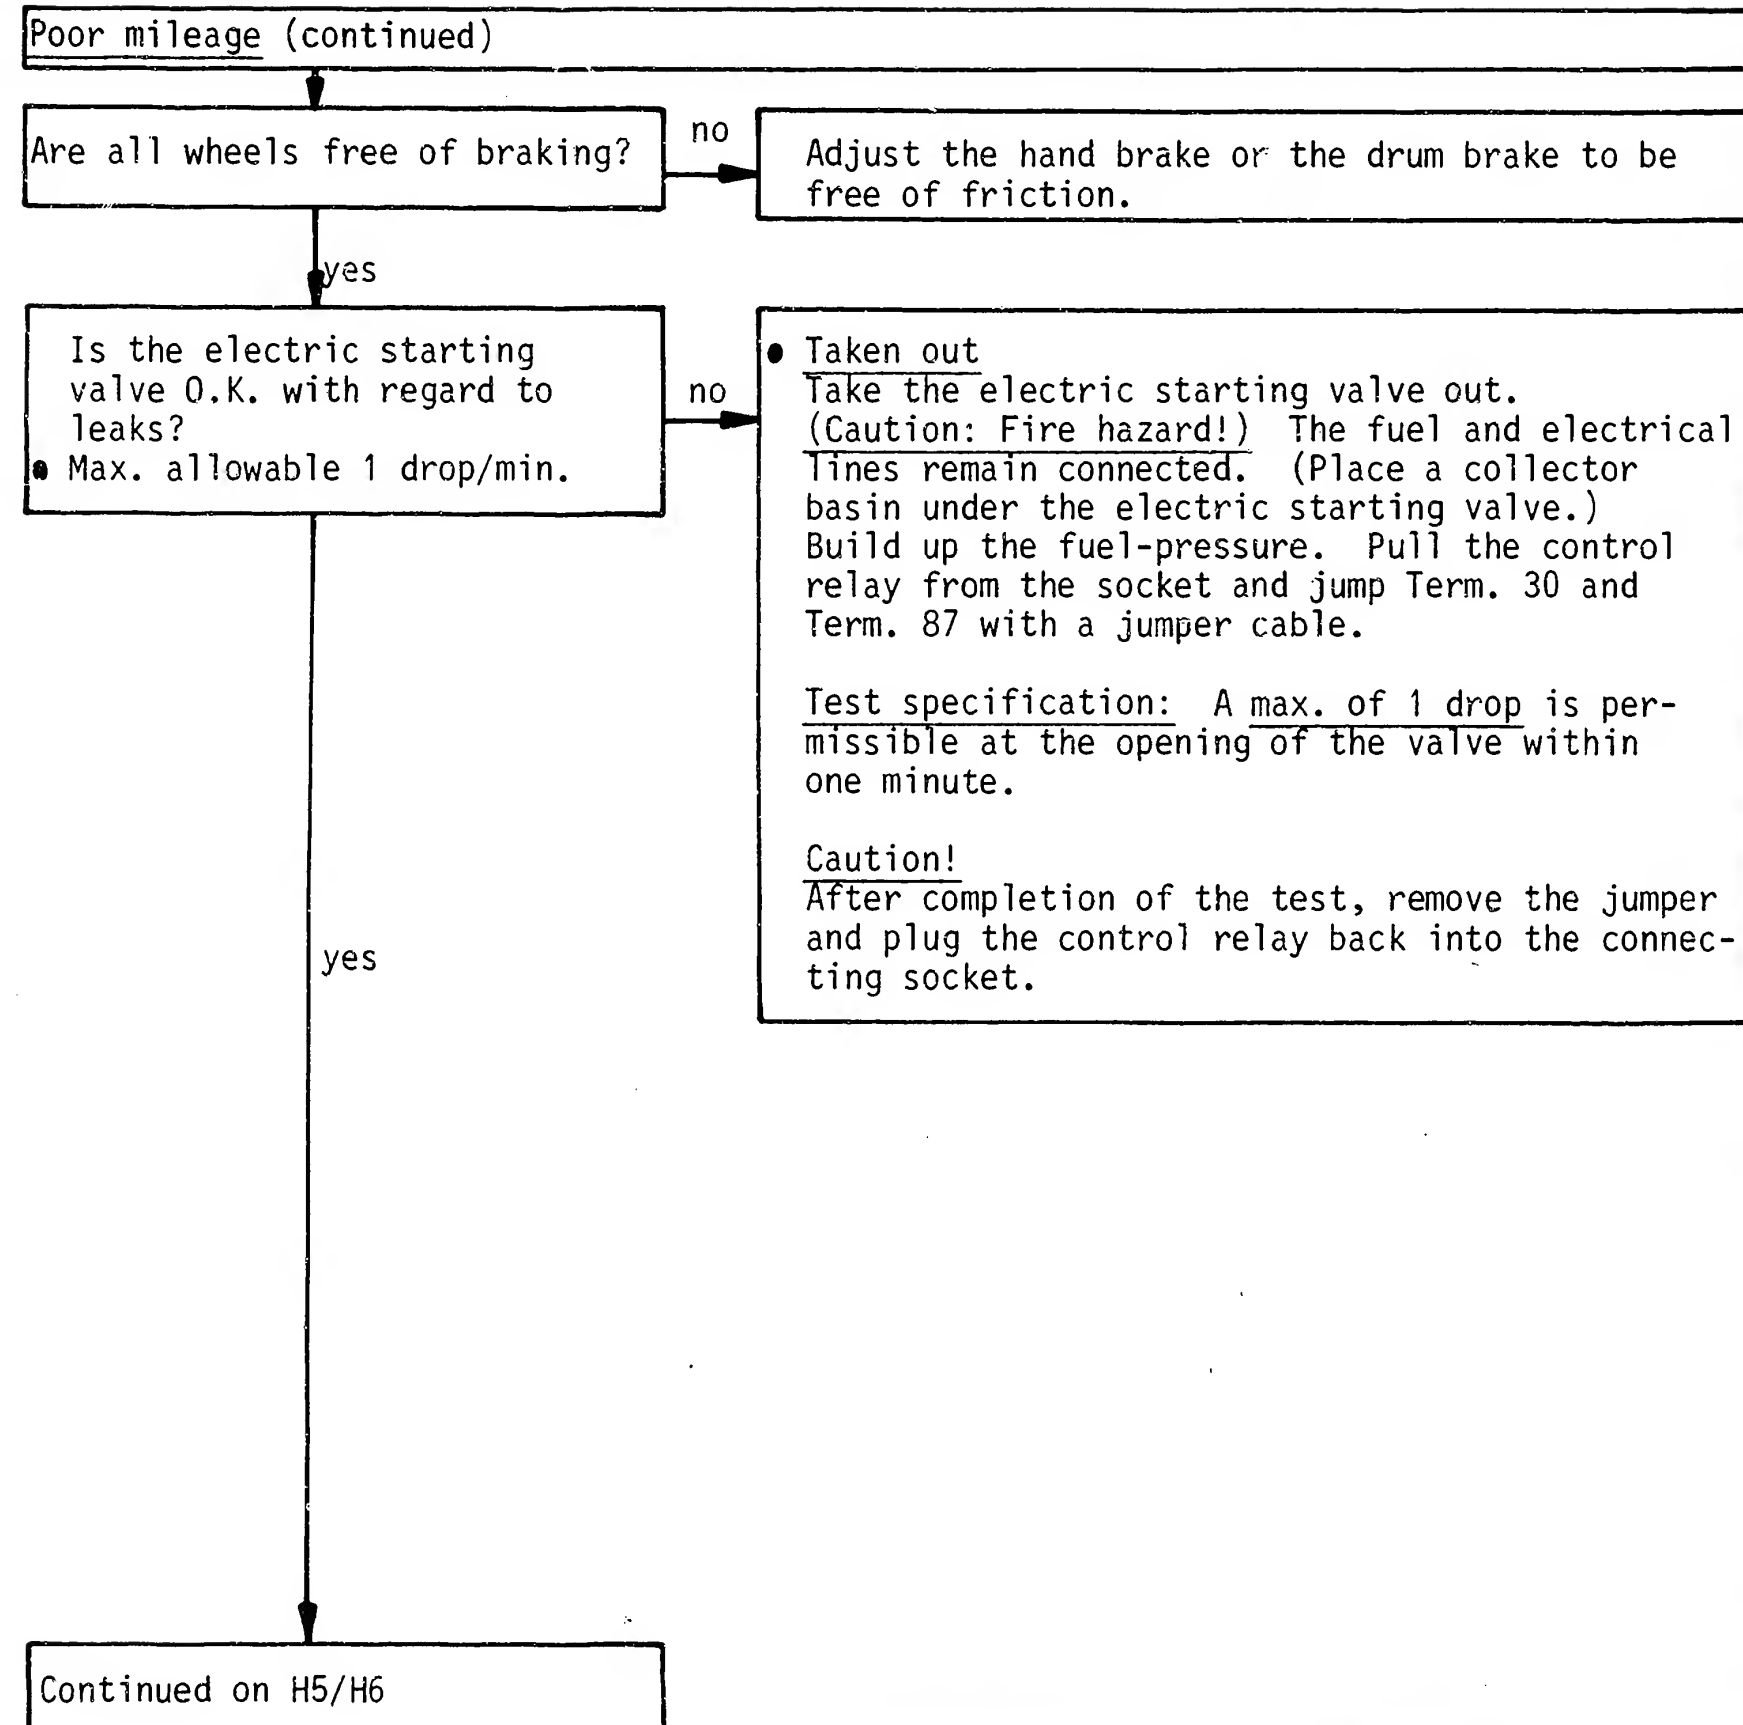 Poor mileage (continued)
Are all wheels free of braking?
no
Adjust the hand brake or the drum brake to be
free of friction.
yes
Is the electric starting
valve O.K. with regard to
leaks?
● Max. allowable 1 drop/min.
no
● Taken out
Take the electric starting valve out.
(Caution: Fire hazard!) The fuel and electrical
lines remain connected. (Place a collector
basin under the electric starting valve.)
Build up the fuel-pressure. Pull the control
relay from the socket and jump Term. 30 and
Term. 87 with a jumper cable.
Test specification: A max. of 1 drop is per-
missible at the opening of the valve within
one minute.
Caution!
After completion of the test, remove the jumper
and plug the control relay back into the connec-
ting socket.
yes
Continued on H5/H6